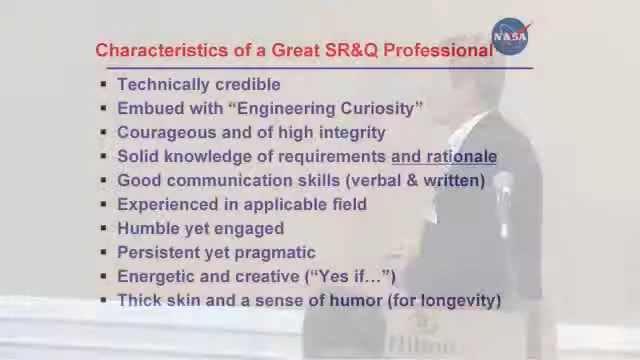 Characteristics of a Great SR&Q Professional
NASA
Technically credible
Embued with “Engineering Curiosity”
Courageous and of high integrity
Solid knowledge of requirements and rationale
Good communication skills (verbal & written)
Experienced in applicable field
Humble yet engaged
Persistent yet pragmatic
Energetic and creative (“Yes if…”)
Thick skin and a sense of humor (for longevity)
Hilton